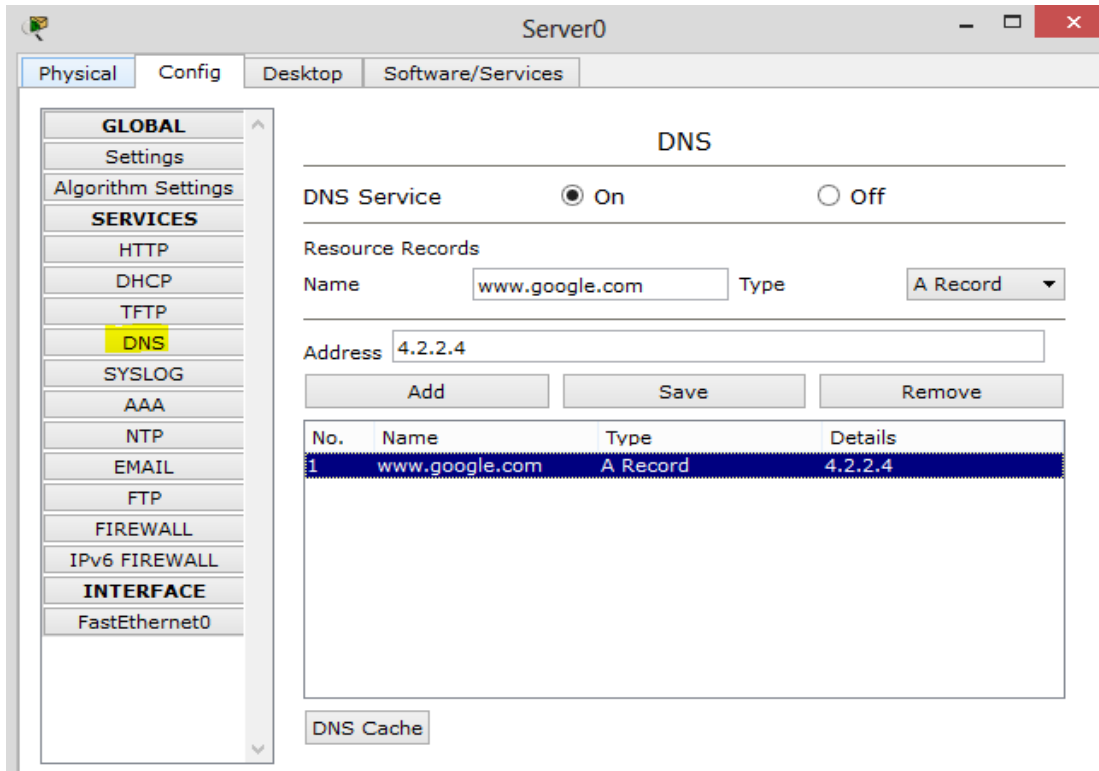 Server0
Physical Config Desktop Software/Services
GLOBAL
Settings
Algorithm Settings
SERVICES
HTTP
DHCP
TFTP
DNS
SYSLOG
AAA
NTP
EMAIL
FTP
FIREWALL
IPv6 FIREWALL
INTERFACE
FastEthernet0
DNS
DNS Service On Off
Resource Records
Name www.google.com Type A Record
Address 4.2.2.4
Add Save Remove
No. Name Type Details
1 www.google.com A Record 4.2.2.4
DNS Cache